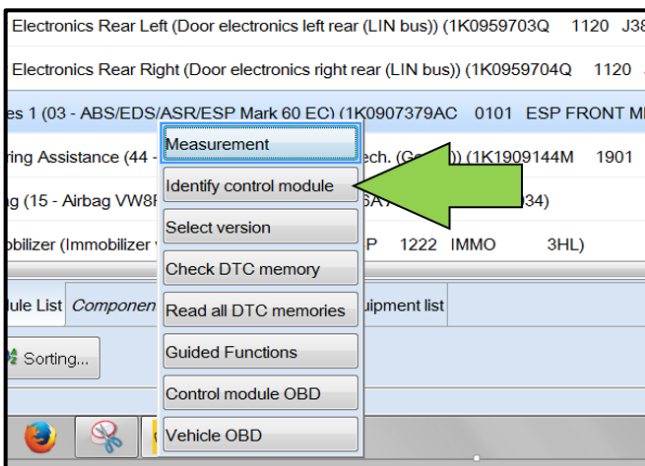 Electronics Rear Left (Door electronics left rear (LIN bus)) (1K0959703Q 1120 J38
Electronics Rear Right (Door electronics right rear (LIN bus)) (1K0959704Q 1120
es 1 (03 - ABS/EDS/ASR/ESP Mark 60 EC) (1K0907379AC 0101 ESP FRONT M
Measurement
ring Assistance (44 - ech. (Ge )) (1K1909144M 1901
Identify control module
g (15 - Airbag VW8 34)
Select version
obilizer (Immobilizer P 1222 IMMO 3HL)
Check DTC memory
ule List Componen uipment list
Read all DTC memories
Sorting...
Guided Functions
Control module OBD
Vehicle OBD